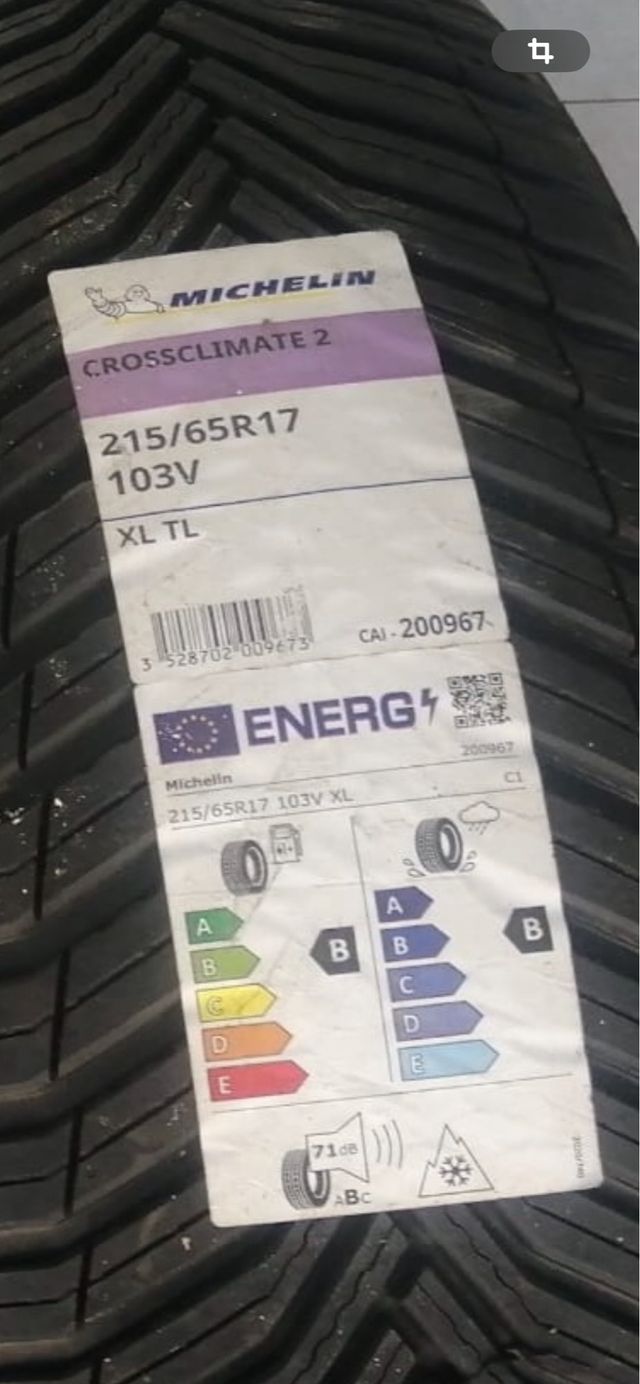 MICHELIN
CROSSCLIMATE 2
215/65R17
103V
XL TL
3 528702 009673
CAI - 200967
ENERG
200967
Michelin
C1
215/65R17 103V XL
A
B
C
D
E
B
A
B
C
D
E
B
71dB
ABC